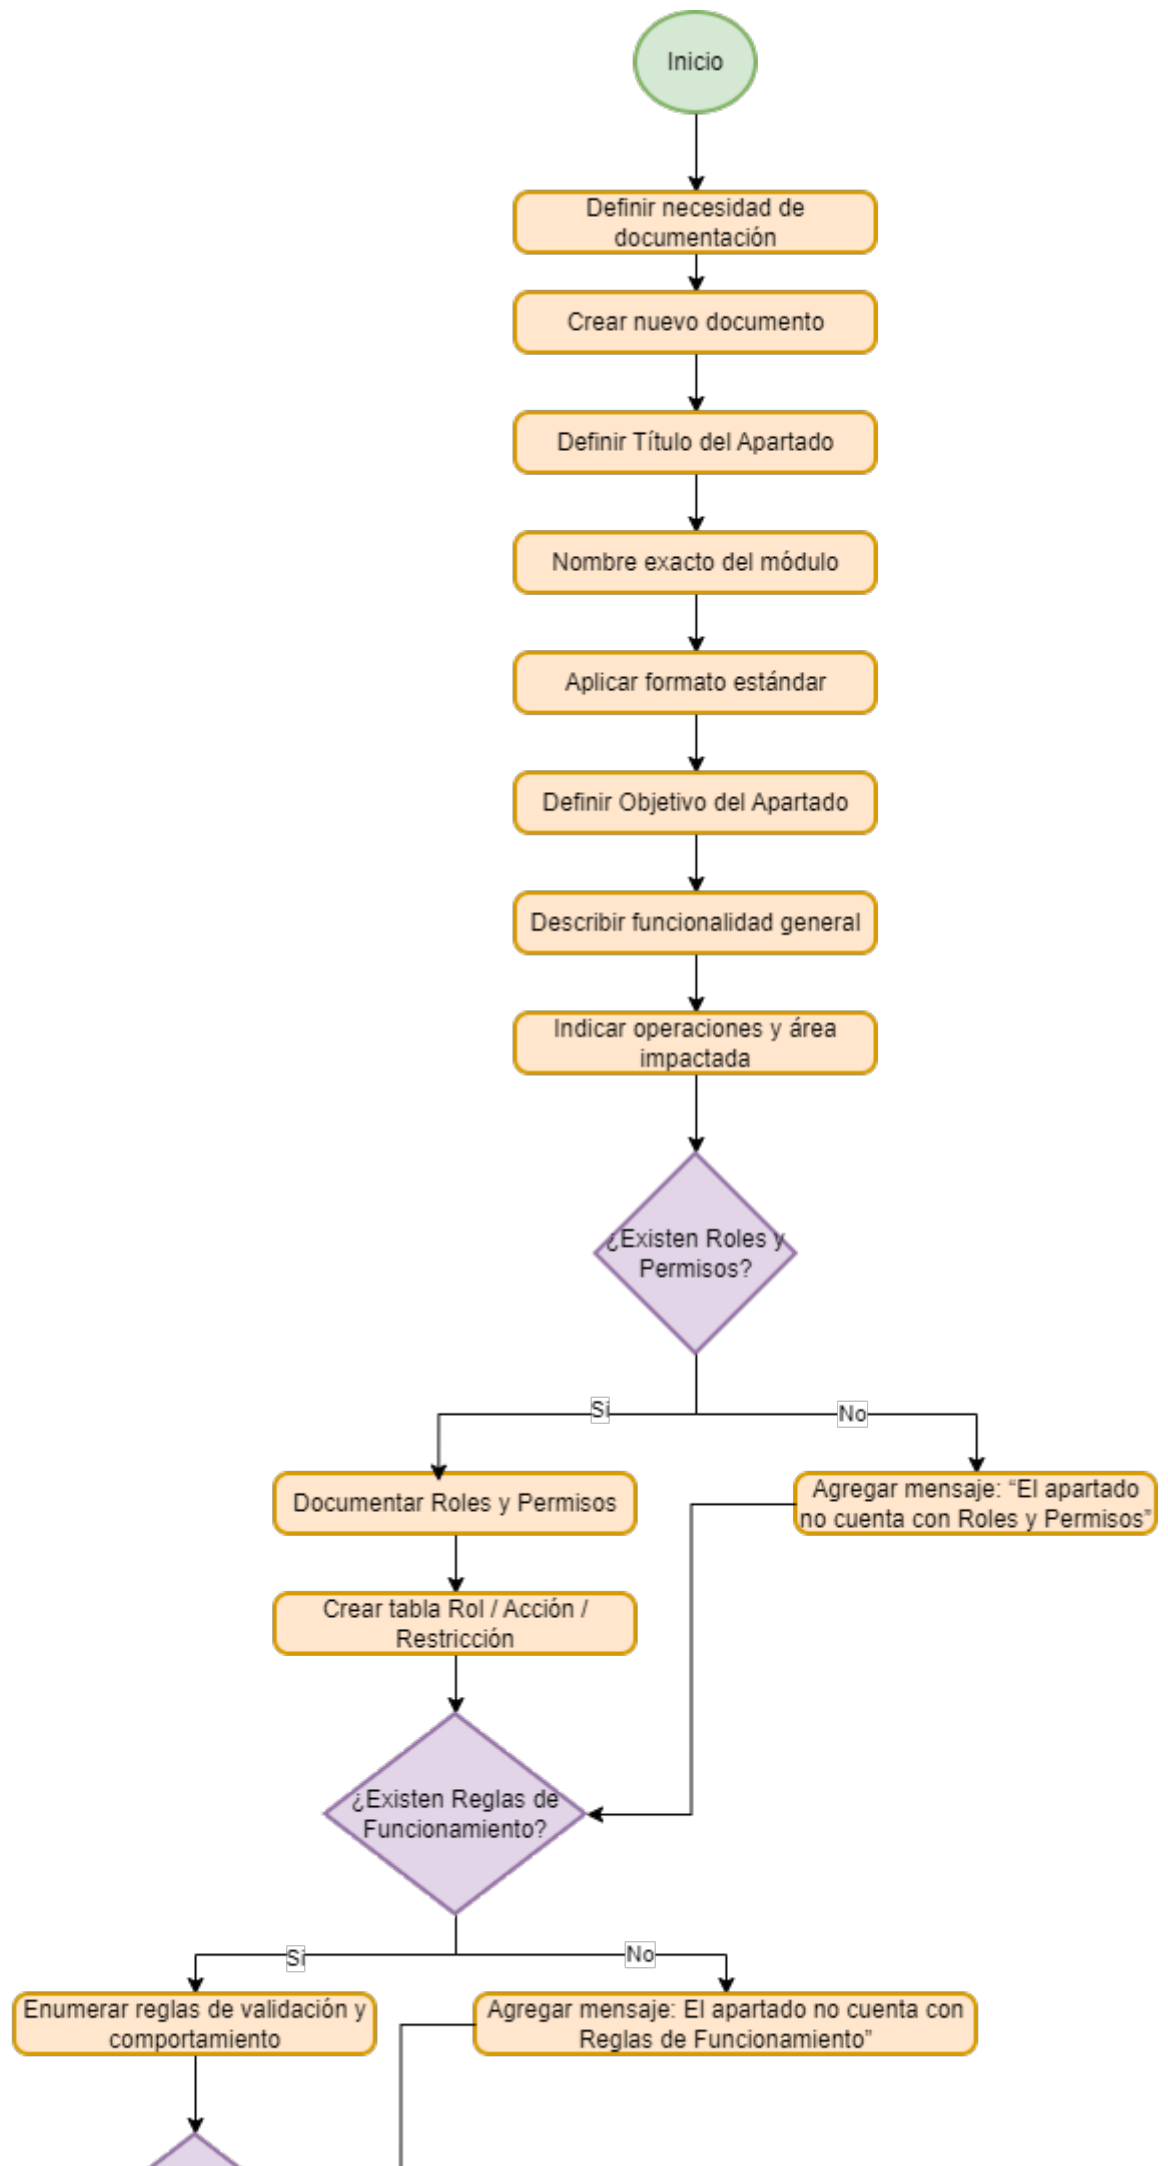 Inicio
Definir necesidad de
documentación
Crear nuevo documento
Definir Título del Apartado
Nombre exacto del módulo
Aplicar formato estándar
Definir Objetivo del Apartado
Describir funcionalidad general
Indicar operaciones y área
impactada
¿Existen Roles y
Permisos?
Si
No
Documentar Roles y Permisos
Agregar mensaje: “El apartado
no cuenta con Roles y Permisos”
Crear tabla Rol / Acción /
Restricción
¿Existen Reglas de
Funcionamiento?
Si
No
Enumerar reglas de validación y
comportamiento
Agregar mensaje: El apartado no cuenta con
Reglas de Funcionamiento”